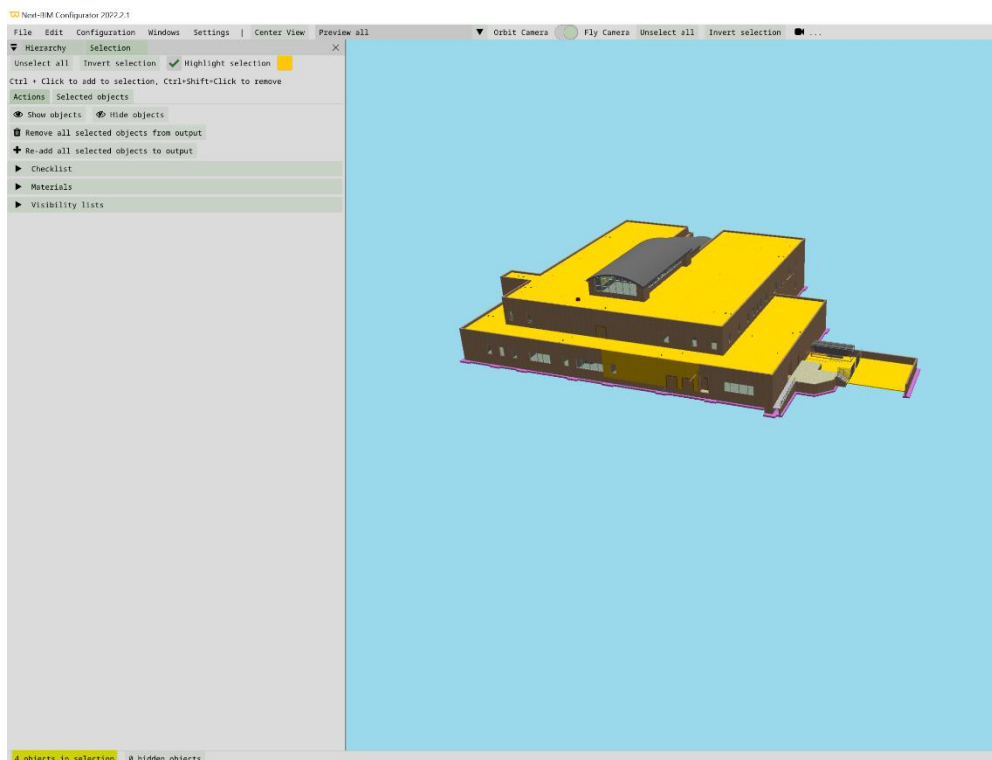 Next-BIM Configurator 2022.2.1
File Edit Configuration Windows Settings | Center View Preview all Orbit Camera Fly Camera Unselect all Invert selection ...
Hierarchy Selection
Unselect all Invert selection Highlight selection
Ctrl + Click to add to selection, Ctrl+Shift+Click to remove
Actions Selected objects
Show objects Hide objects
Remove all selected objects from output
Re-add all selected objects to output
Checklist
Materials
Visibility lists
4 objects in selection 0 hidden objects